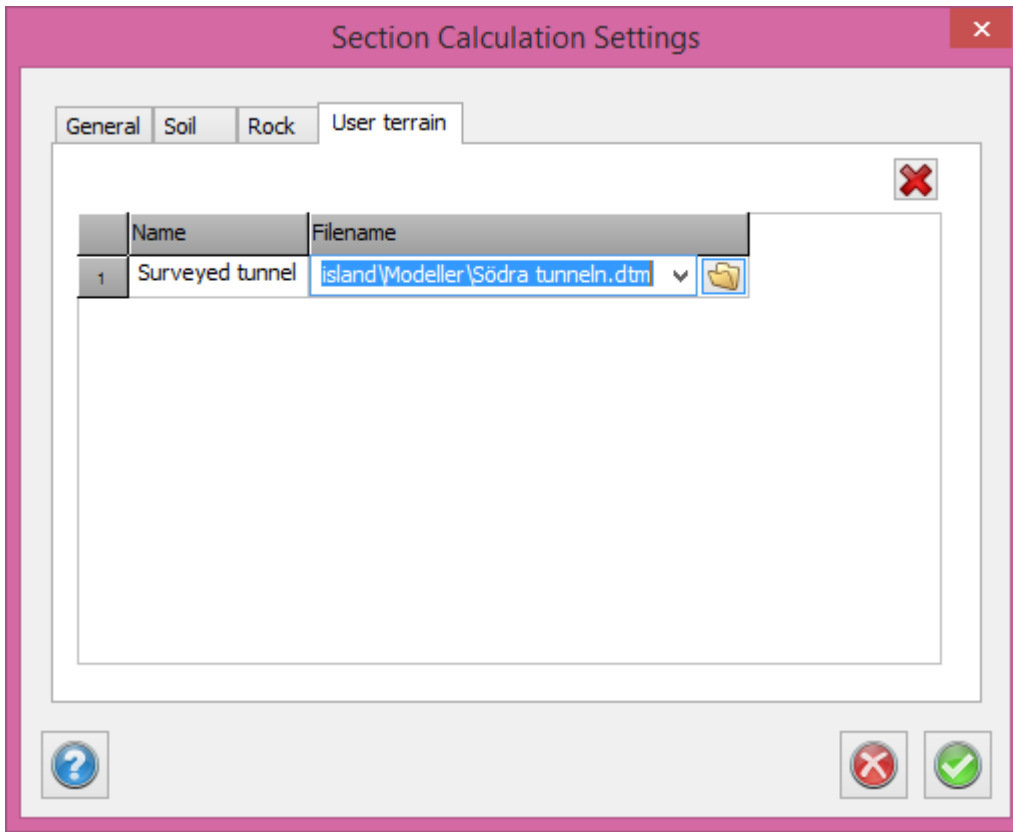 Section Calculation Settings
General Soil Rock User terrain
Name Filename
1 Surveyed tunnel island\Modeller\Södra tunneln.dtm